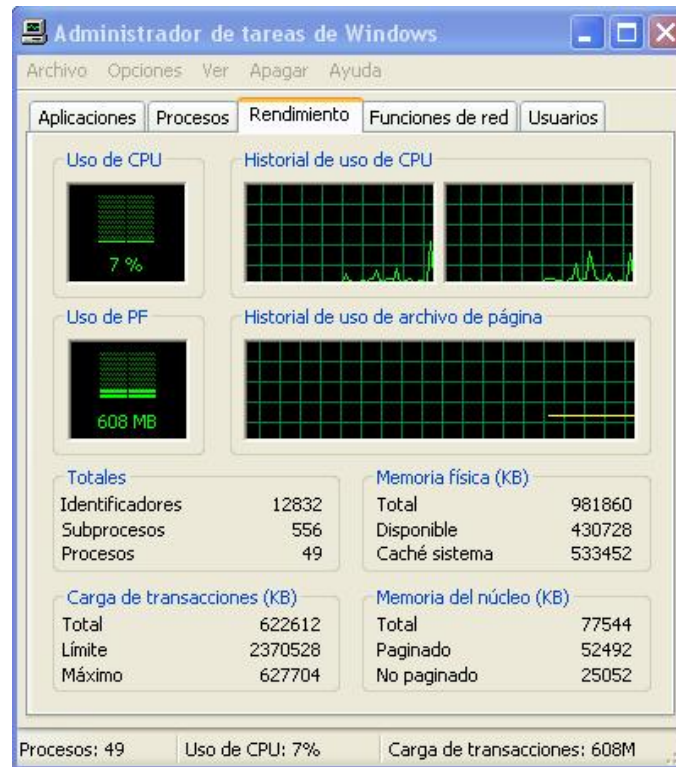 Administrador de tareas de Windows
Archivo Opciones Ver Apagar Ayuda
Aplicaciones Procesos Rendimiento Funciones de red Usuarios
Uso de CPU Historial de uso de CPU
7 %
Uso de PF Historial de uso de archivo de página
608 MB
Totales
Identificadores 12832
Subprocesos 556
Procesos 49
Memoria física (KB)
Total 981860
Disponible 430728
Caché sistema 533452
Carga de transacciones (KB)
Total 622612
Límite 2370528
Máximo 627704
Memoria del núcleo (KB)
Total 77544
Paginado 52492
No paginado 25052
Procesos: 49 Uso de CPU: 7% Carga de transacciones: 608M